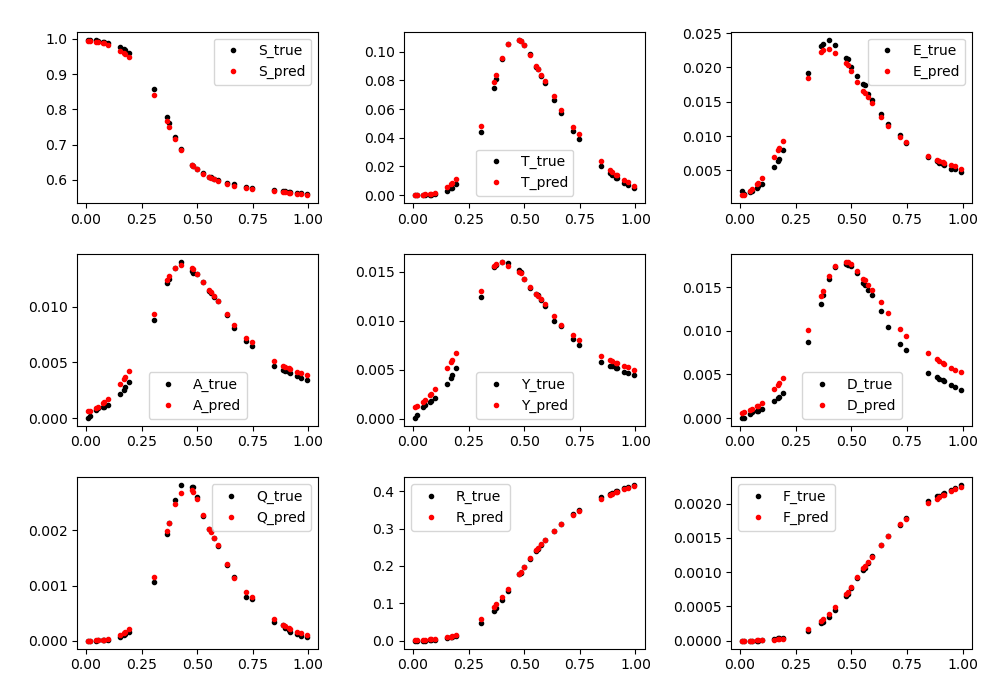 1.0
0.9
0.8
0.7
0.6
0.00 0.25 0.50 0.75 1.00
S_true
S_pred
0.10
0.08
0.06
0.04
0.02
0.00
0.00 0.25 0.50 0.75 1.00
T_true
T_pred
0.025
0.020
0.015
0.010
0.005
0.00 0.25 0.50 0.75 1.00
E_true
E_pred
0.010
0.005
0.000
0.00 0.25 0.50 0.75 1.00
A_true
A_pred
0.015
0.010
0.005
0.000
0.00 0.25 0.50 0.75 1.00
Y_true
Y_pred
0.015
0.010
0.005
0.000
0.00 0.25 0.50 0.75 1.00
D_true
D_pred
0.002
0.001
0.000
0.00 0.25 0.50 0.75 1.00
Q_true
Q_pred
0.4
0.3
0.2
0.1
0.0
0.00 0.25 0.50 0.75 1.00
R_true
R_pred
0.0020
0.0015
0.0010
0.0005
0.0000
0.00 0.25 0.50 0.75 1.00
F_true
F_pred